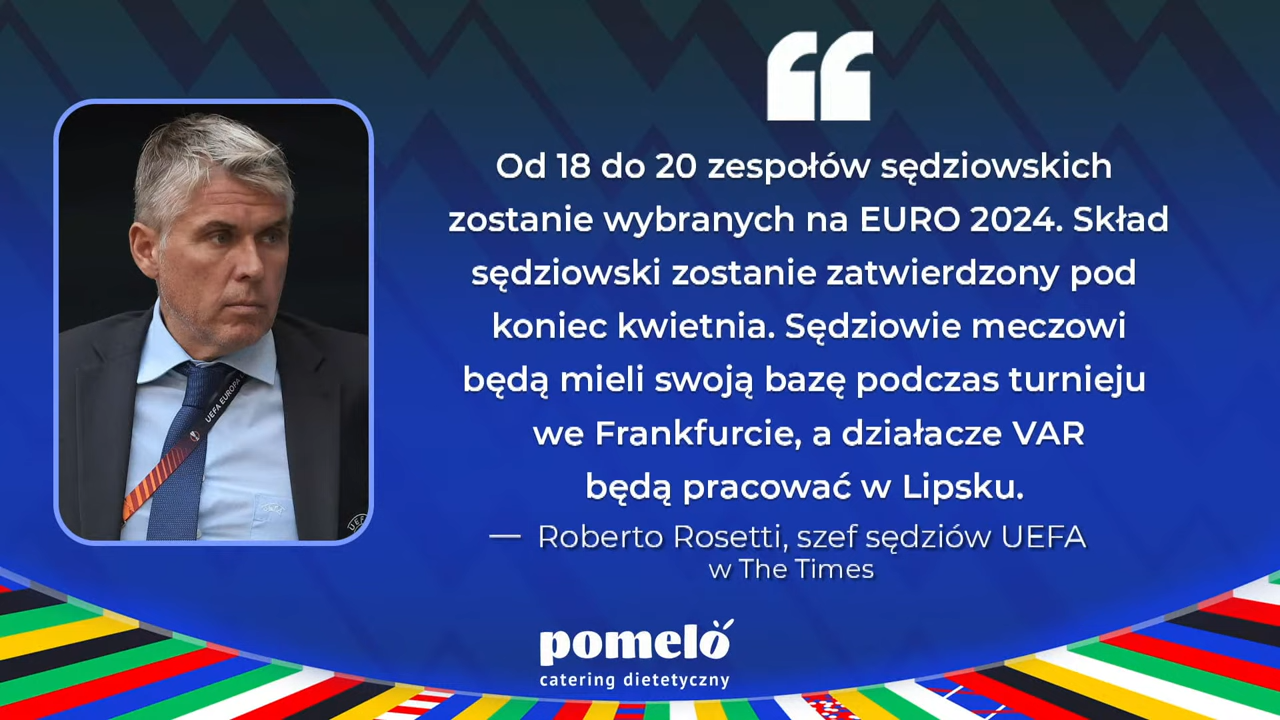 Od 18 do 20 zespołów sędziowskich
zostanie wybranych na EURO 2024. Skład
sędziowski zostanie zatwierdzony pod
koniec kwietnia. Sędziowie meczowi
będą mieli swoją bazę podczas turnieju
we Frankfurcie, a działacze VAR
będą pracować w Lipsku.
— Roberto Rosetti, szef sędziów UEFA
w The Times
UEFA EUROPA
pomelo
catering dietetyczny